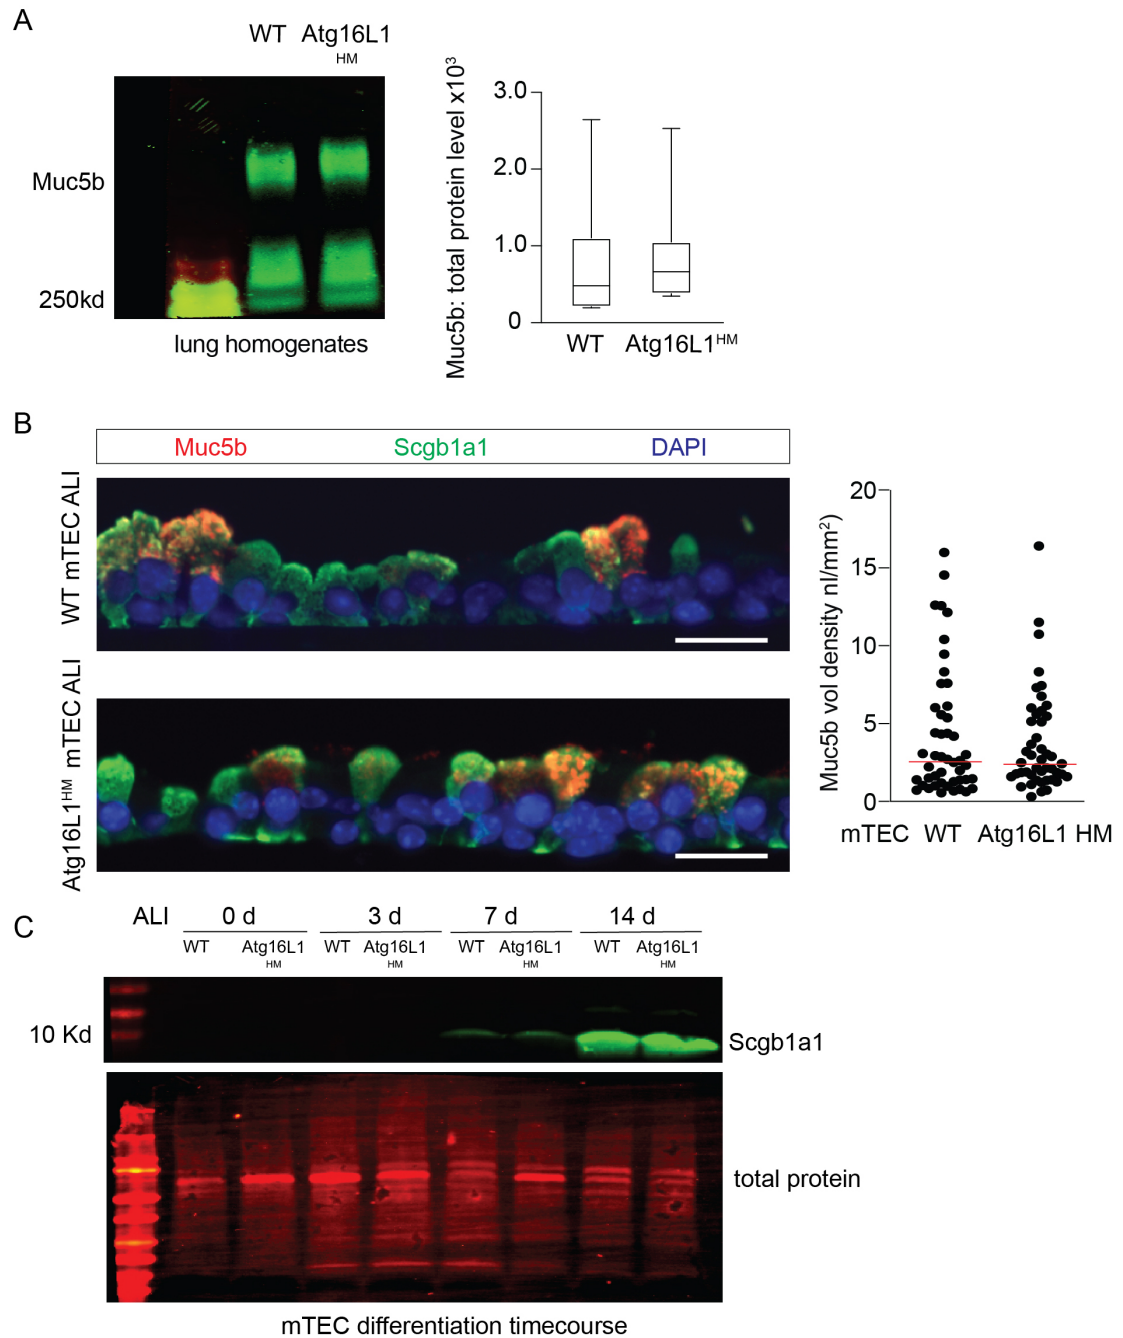 A
WT Atg16L1
HM
Muc5b
250kd
lung homogenates
Muc5b: total protein level x10³
3.0
2.0
1.0
0
WT Atg16L1ᴴᴹ
B
Muc5b Scgb1a1 DAPI
WT mTEC ALI
Atg16L1ᴴᴹ mTEC ALI
Muc5b vol density nl/mm²)
20
15
10
5
0
mTEC WT Atg16L1 HM
C
ALI 0 d 3 d 7 d 14 d
WT Atg16L1 WT Atg16L1 WT Atg16L1 WT Atg16L1
HM HM HM HM
10 Kd
Scgb1a1
total protein
mTEC differentiation timecourse